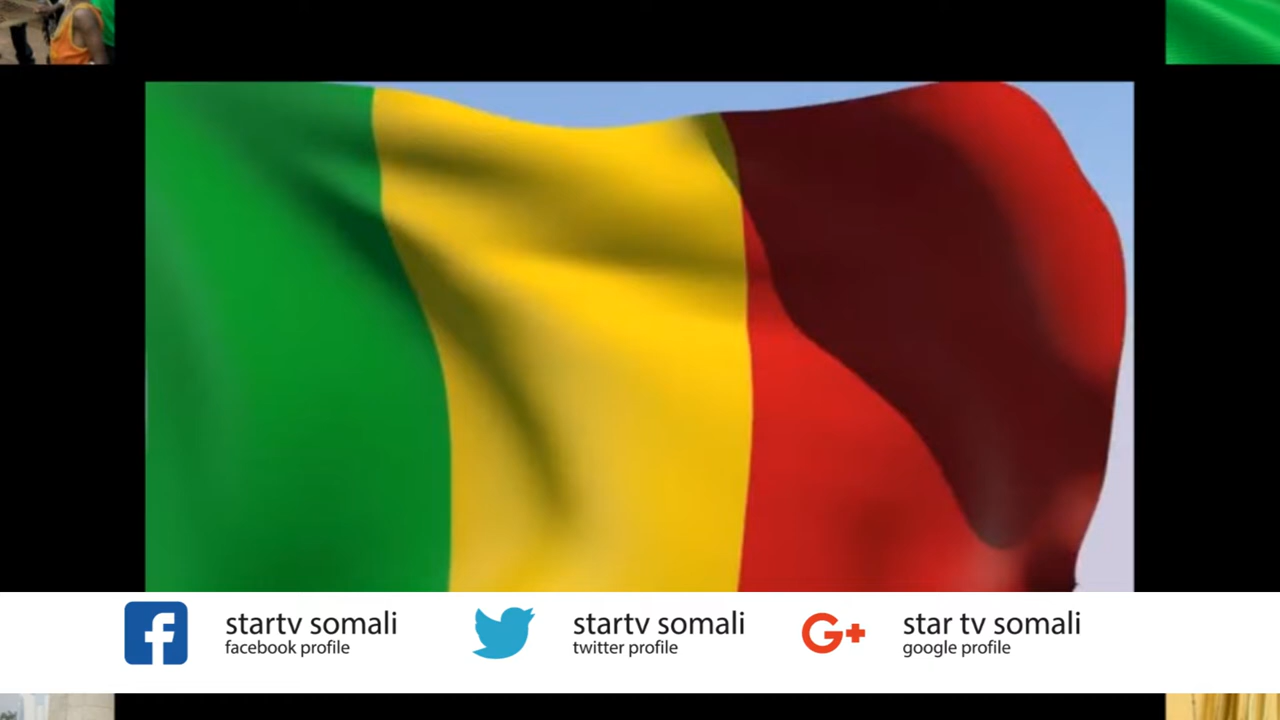 startv somali
facebook profile
startv somali
twitter profile
star tv somali
google profile